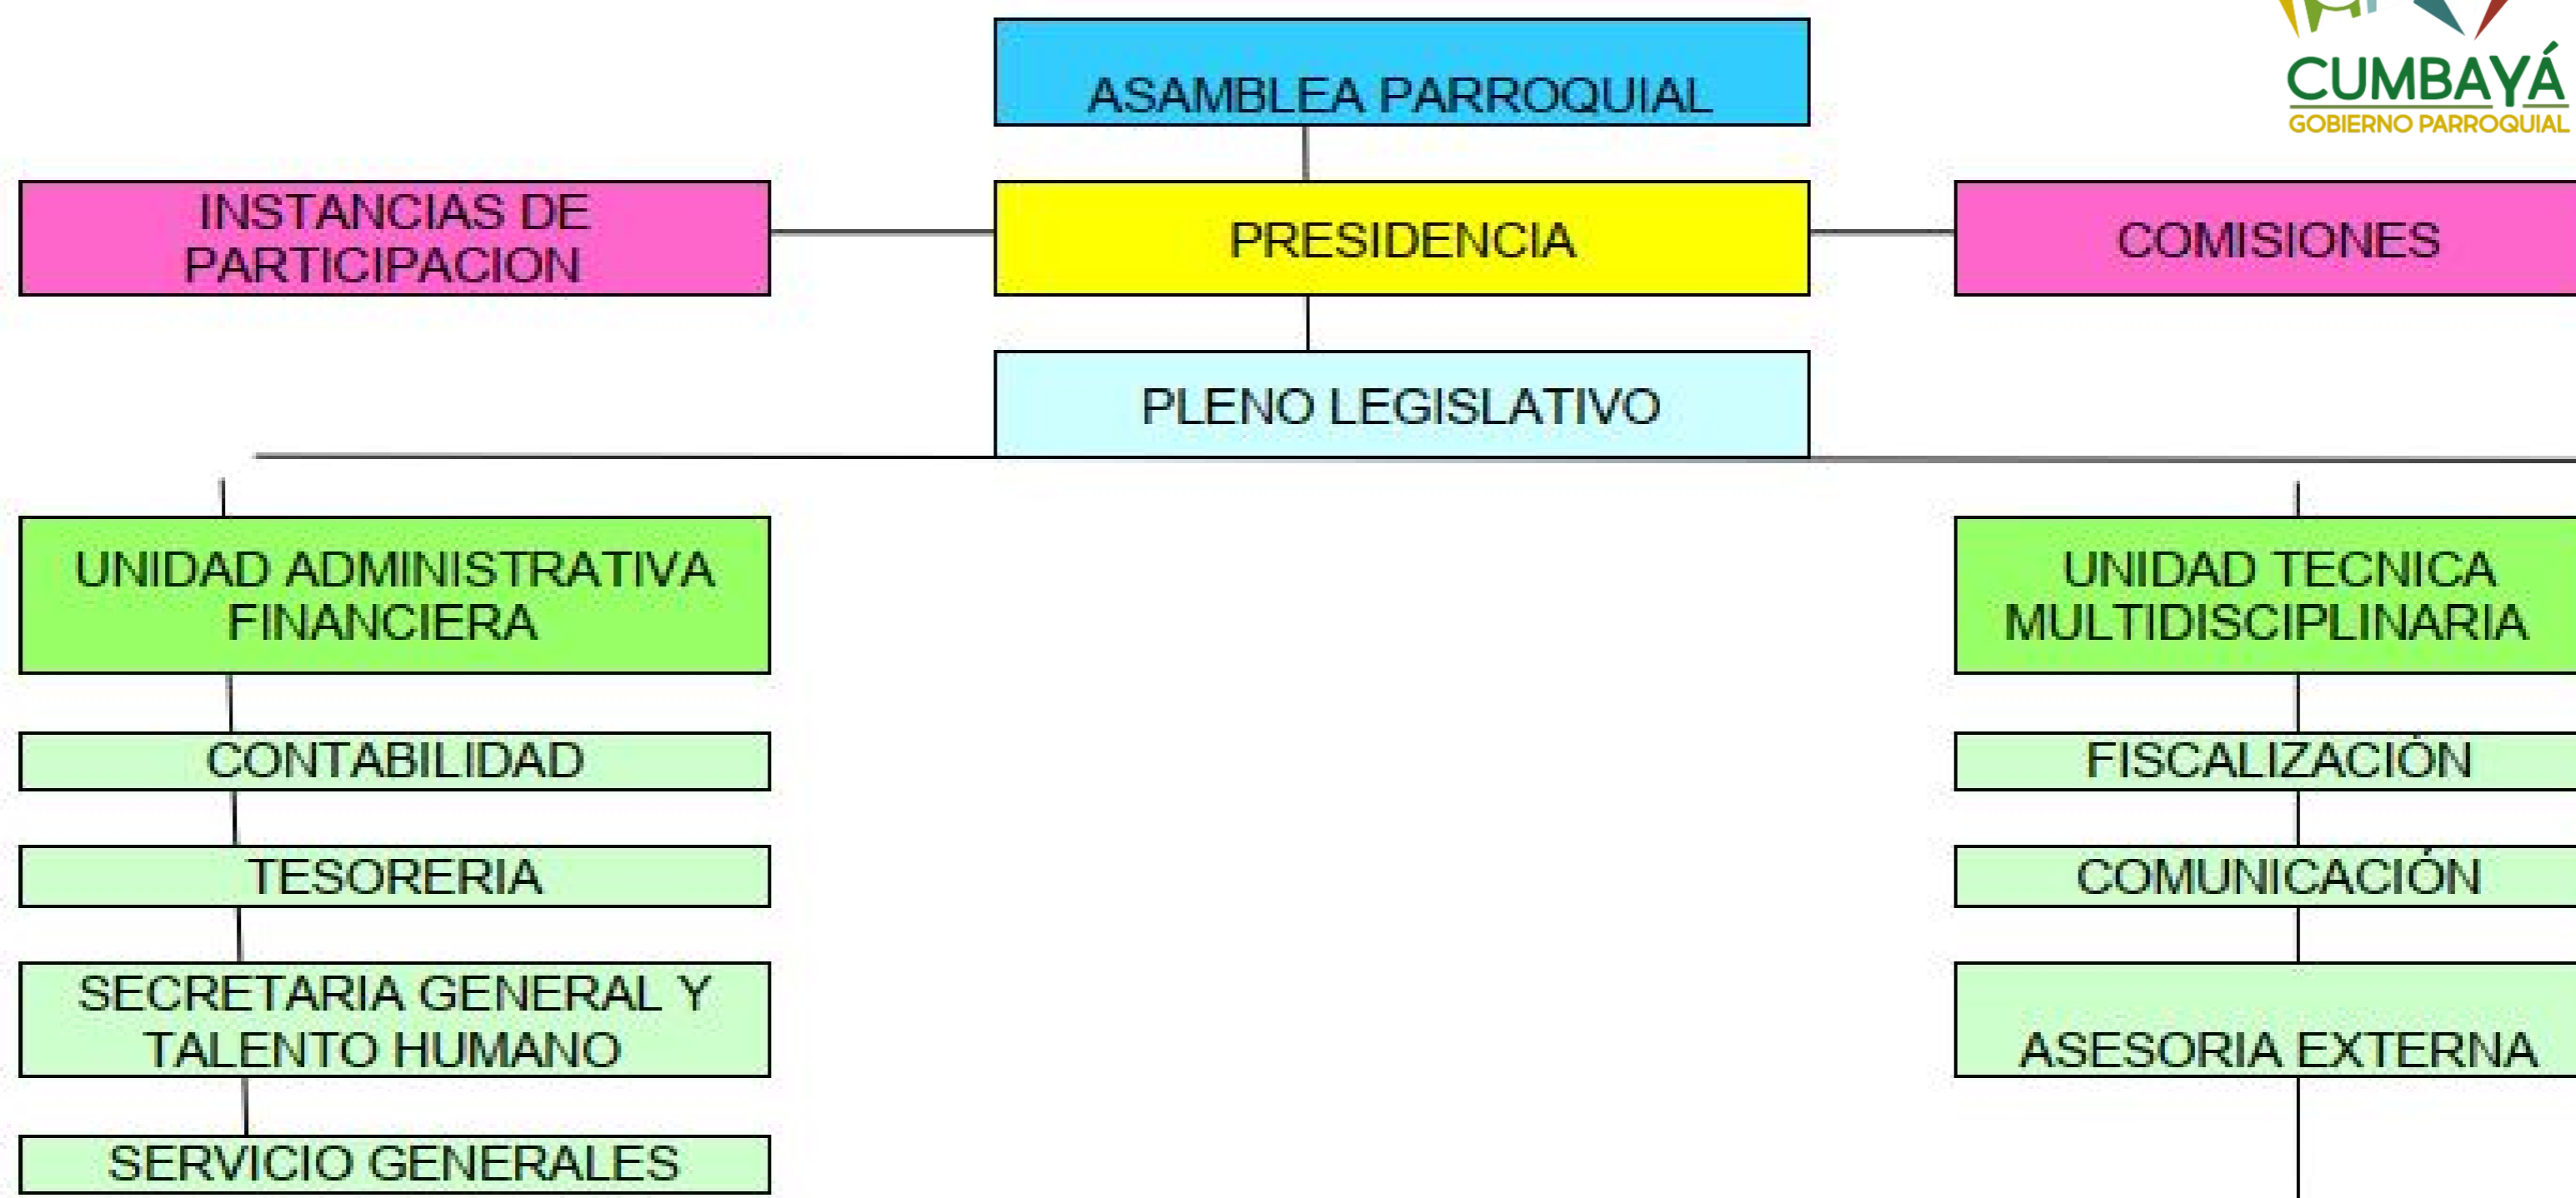 ASAMBLEA PARROQUIAL
CUMBAYÁ
GOBIERNO PARROQUIAL
INSTANCIAS DE
PARTICIPACION
PRESIDENCIA
COMISIONES
PLENO LEGISLATIVO
UNIDAD ADMINISTRATIVA
FINANCIERA
UNIDAD TECNICA
MULTIDISCIPLINARIA
CONTABILIDAD
FISCALIZACIÓN
TESORERIA
COMUNICACIÓN
SECRETARIA GENERAL Y
TALENTO HUMANO
ASESORIA EXTERNA
SERVICIO GENERALES